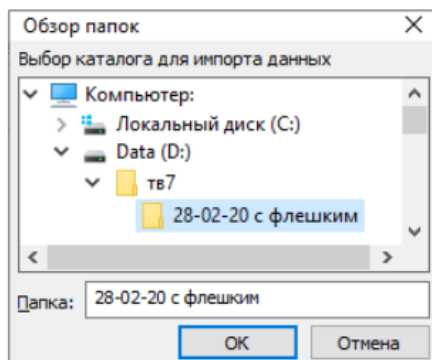 Обзор папок
Выбор каталога для импорта данных
Компьютер:
Локальный диск (C:)
Data (D:)
тв7
28-02-20 с флешким
Папка: 28-02-20 с флешким
ОК Отмена